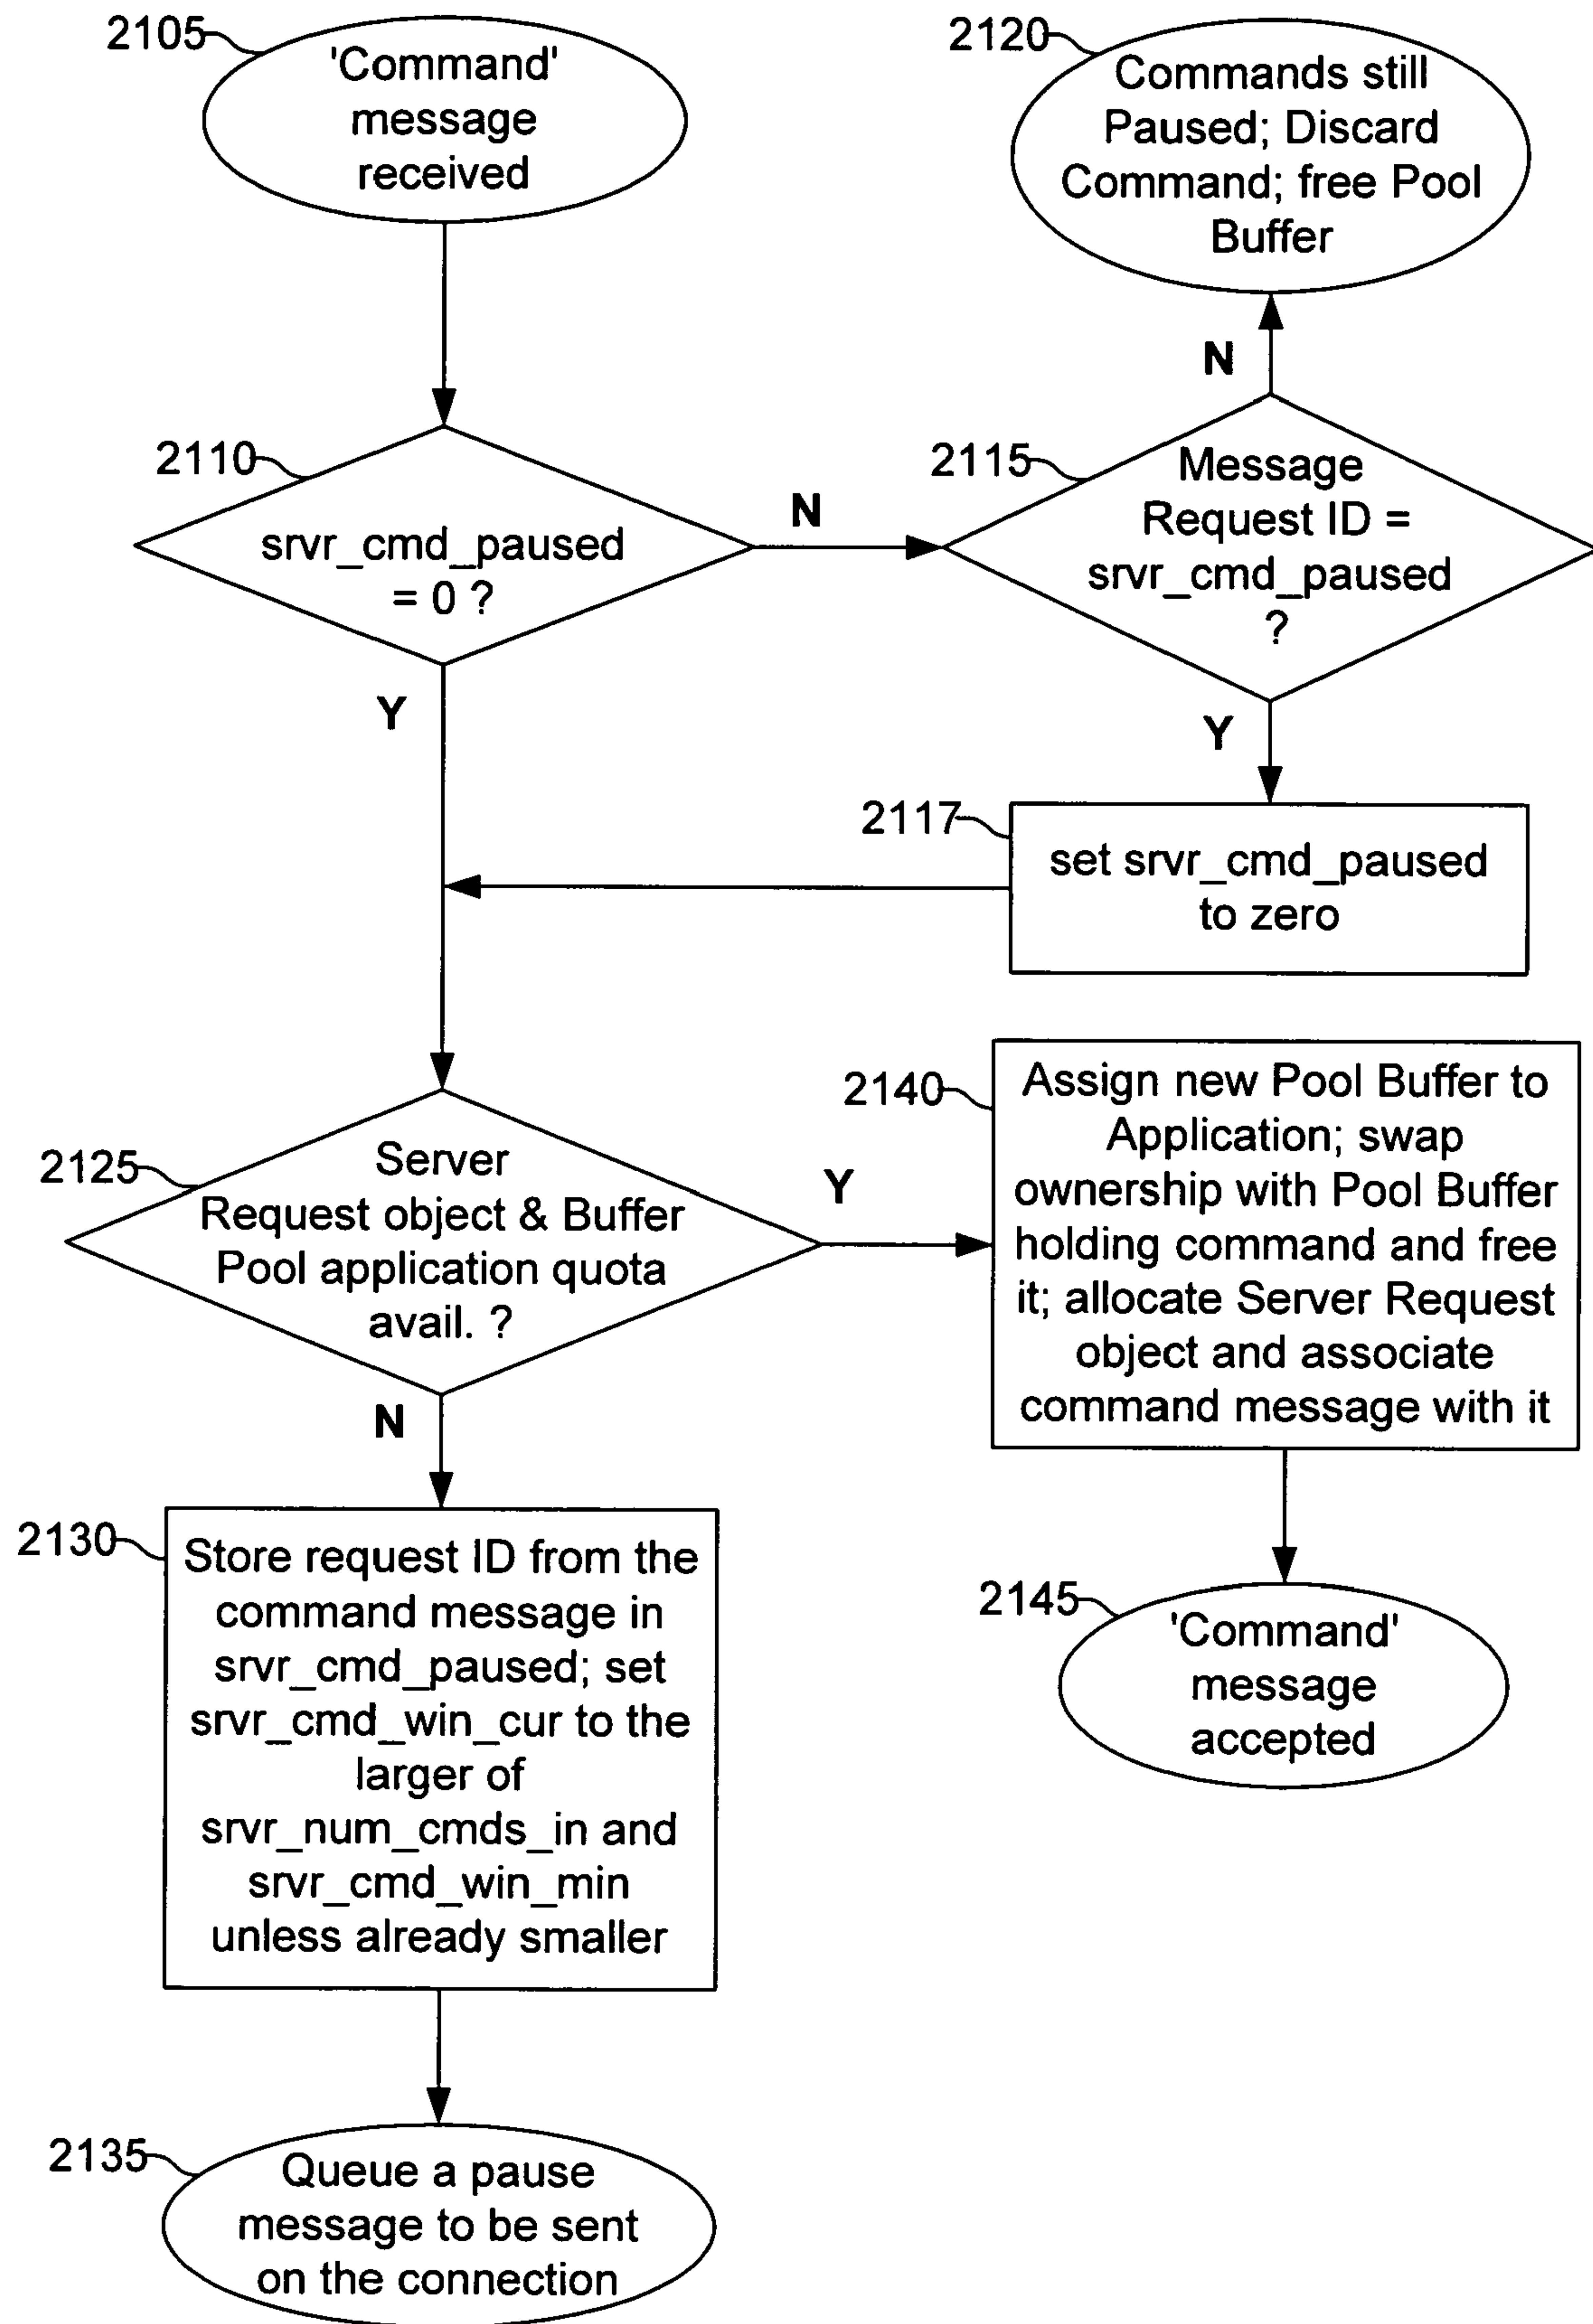 2105
'Command'
message
received
2120
Commands still
Paused; Discard
Command; free Pool
Buffer
N
2110
srvr_cmd_paused
= 0 ?
N
2115
Message
Request ID =
srvr_cmd_paused
?
Y
Y
2117
set srvr_cmd_paused
to zero
2125
Server
Request object & Buffer
Pool application quota
avail. ?
Y
2140
Assign new Pool Buffer to
Application; swap
ownership with Pool Buffer
holding command and free
it; allocate Server Request
object and associate
command message with it
N
2130
Store request ID from the
command message in
srvr_cmd_paused; set
srvr_cmd_win_cur to the
larger of
srvr_num_cmds_in and
srvr_cmd_win_min
unless already smaller
2145
'Command'
message
accepted
2135
Queue a pause
message to be sent
on the connection